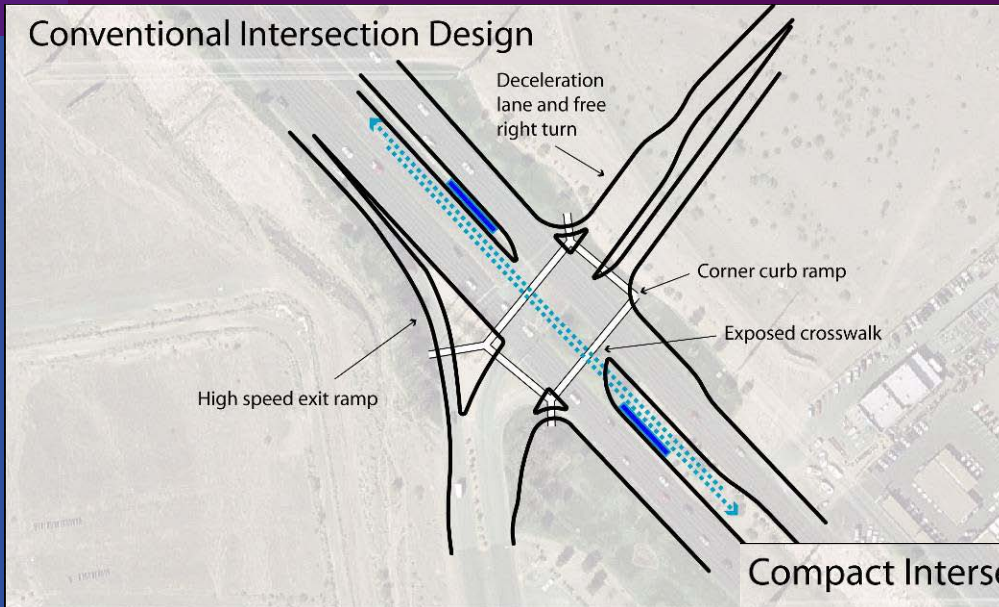 Conventional Intersection Design
Deceleration
lane and free
right turn
Corner curb ramp
Exposed crosswalk
High speed exit ramp
Compact